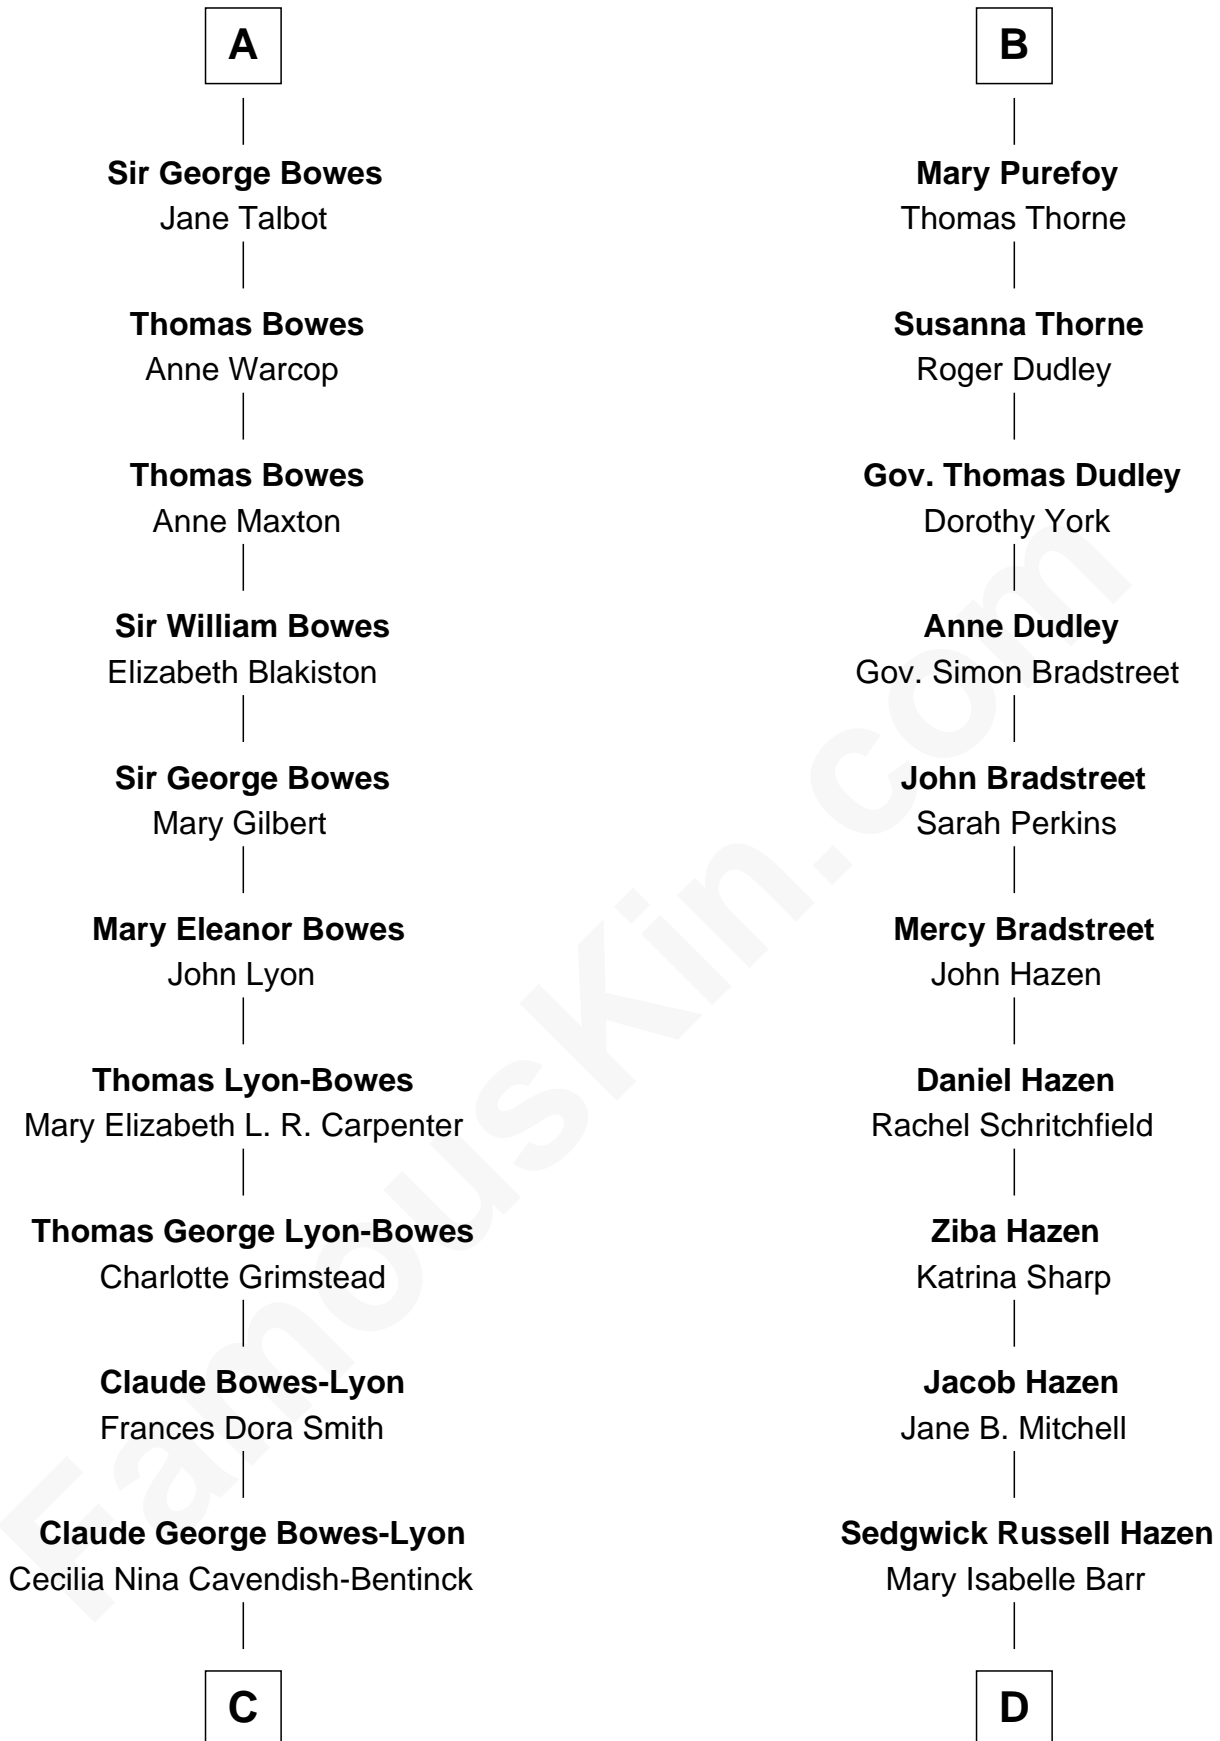 A
Sir George Bowes
Jane Talbot
Thomas Bowes
Anne Warcop
Thomas Bowes
Anne Maxton
Sir William Bowes
Elizabeth Blakiston
Sir George Bowes
Mary Gilbert
Mary Eleanor Bowes
John Lyon
Thomas Lyon-Bowes
Mary Elizabeth L. R. Carpenter
Thomas George Lyon-Bowes
Charlotte Grimstead
Claude Bowes-Lyon
Frances Dora Smith
Claude George Bowes-Lyon
Cecilia Nina Cavendish-Bentinck
C
B
Mary Purefoy
Thomas Thorne
Susanna Thorne
Roger Dudley
Gov. Thomas Dudley
Dorothy York
Anne Dudley
Gov. Simon Bradstreet
John Bradstreet
Sarah Perkins
Mercy Bradstreet
John Hazen
Daniel Hazen
Rachel Schritchfield
Ziba Hazen
Katrina Sharp
Jacob Hazen
Jane B. Mitchell
Sedgwick Russell Hazen
Mary Isabelle Barr
D
FamousKin.com